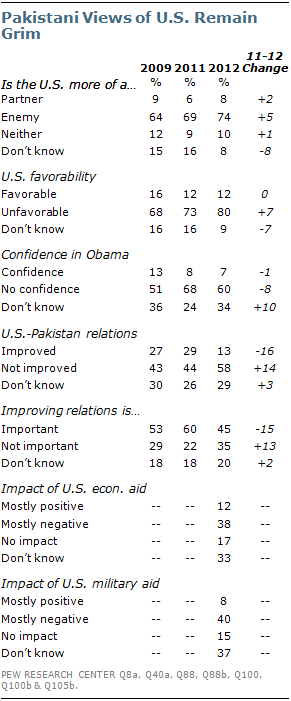 Pakistani Views of U.S. Remain
Grim
11-12
2009 2011 2012 Change
Is the U.S. more of a… % % %
Partner 9 6 8 +2
Enemy 64 69 74 +5
Neither 12 9 10 +1
Don't know 15 16 8 -8
U.S. favorability
Favorable 16 12 12 0
Unfavorable 68 73 80 +7
Don't know 16 16 9 -7
Confidence in Obama
Confidence 13 8 7 -1
No confidence 51 68 60 -8
Don't know 36 24 34 +10
U.S.-Pakistan relations
Improved 27 29 13 -16
Not improved 43 44 58 +14
Don't know 30 26 29 +3
Improving relations is…
Important 53 60 45 -15
Not important 29 22 35 +13
Don't know 18 18 20 +2
Impact of U.S. econ. aid
Mostly positive -- -- 12 --
Mostly negative -- -- 38 --
No impact -- -- 17 --
Don't know -- -- 33 --
Impact of U.S. military aid
Mostly positive -- -- 8 --
Mostly negative -- -- 40 --
No impact -- -- 15 --
Don't know -- -- 37 --
PEW RESEARCH CENTER Q8a, Q40a, Q88, Q88b, Q100,
Q100b & Q105b.